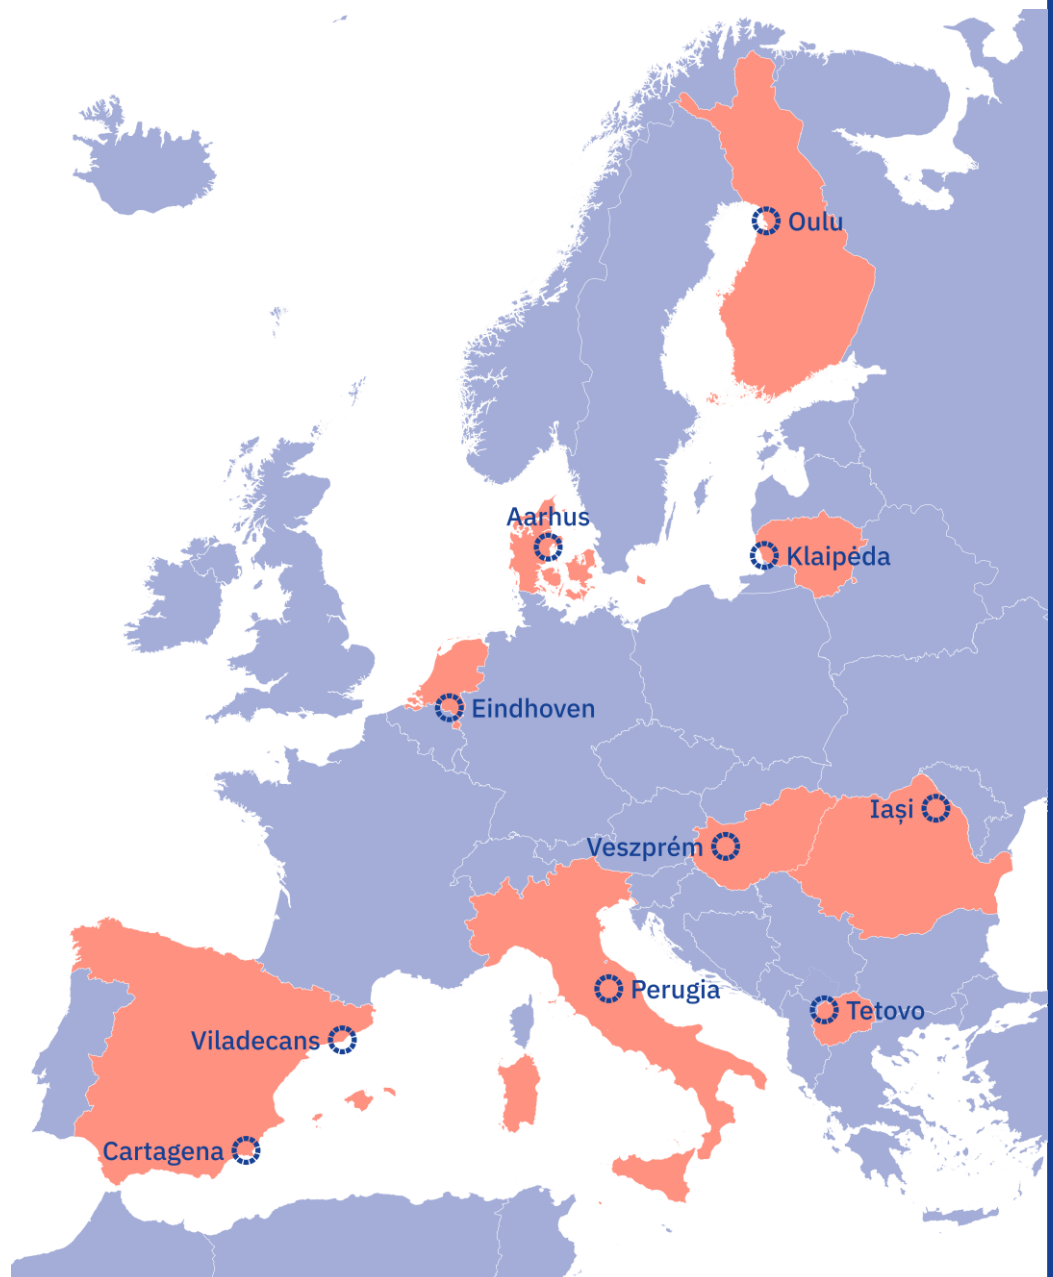 Oulu
Aarhus
Klaipėda
Eindhoven
Iași
Veszprém
Perugia
Tetovo
Viladecans
Cartagena